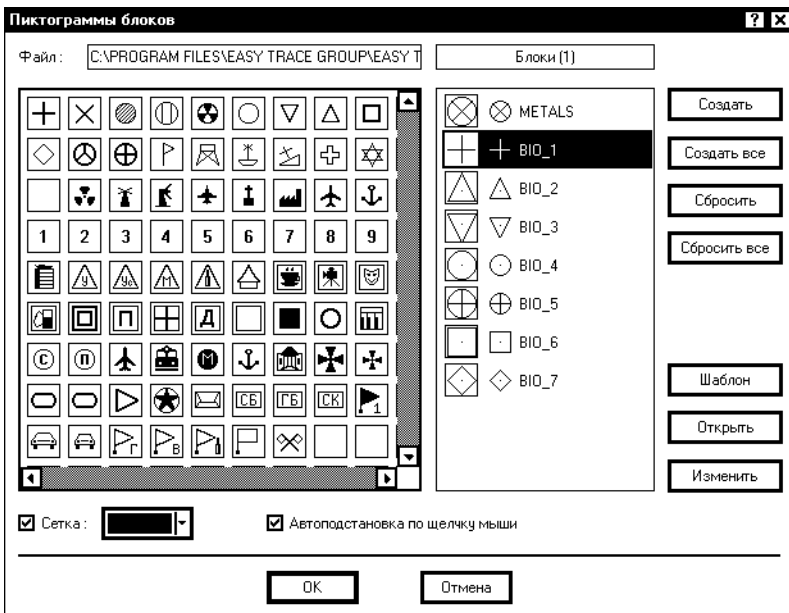 Пиктограммы блоков
Файл: C:\PROGRAM FILES\EASY TRACE GROUP\EASY T
Блоки (1)
METALS
BIO_1
BIO_2
BIO_3
BIO_4
BIO_5
BIO_6
BIO_7
1 2 3 4 5 6 7 8 9
У Ус М
П Д
С П М
СБ ГБ СК 1
Г В
Создать
Создать все
Сбросить
Сбросить все
Шаблон
Открыть
Изменить
Сетка:
Автоподстановка по щелчку мыши
OK
Отмена